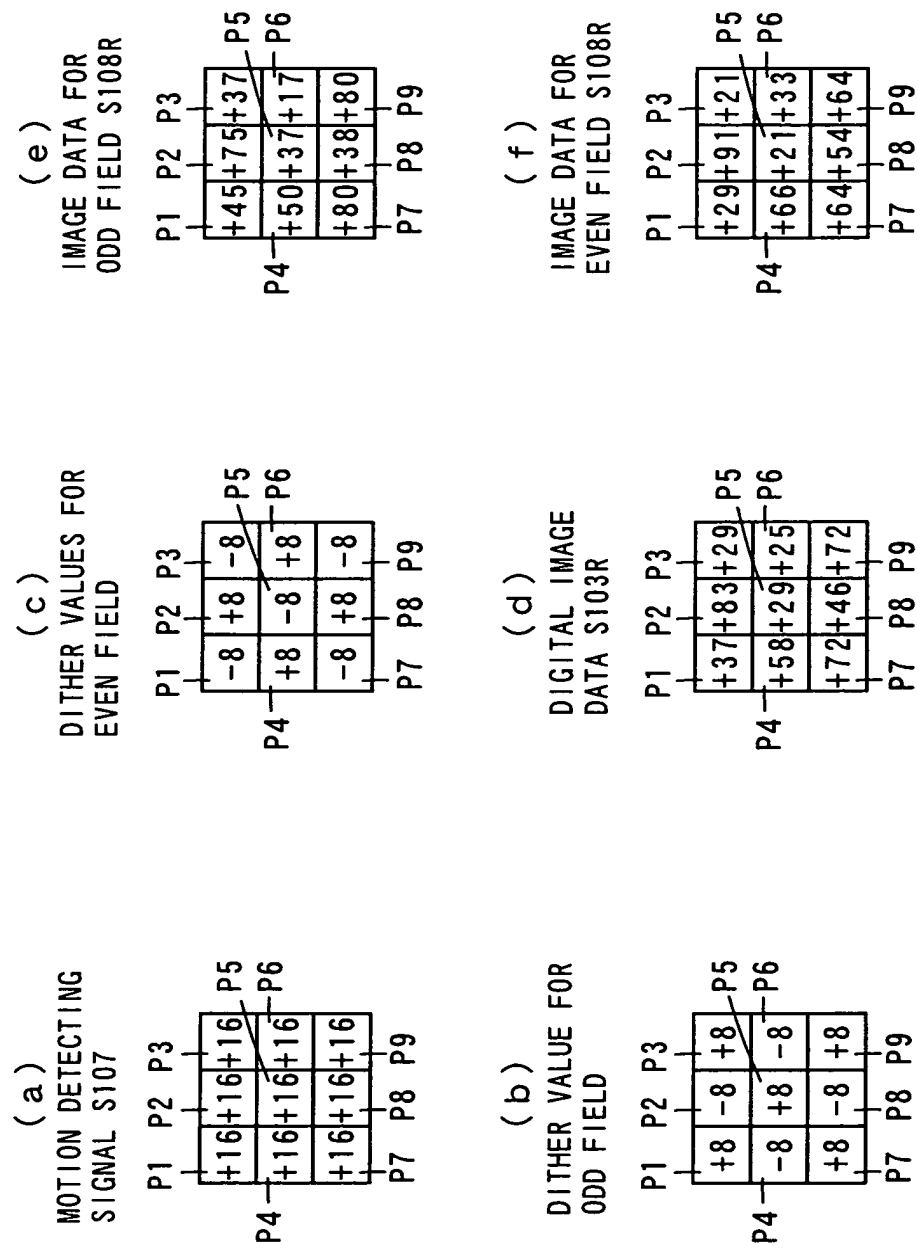 (a)
MOTION DETECTING
SIGNAL S107
P1 P2 P3
+16 +16 +16
P4 +16 +16 +16 P5 P6
+16 +16 +16
P7 P8 P9
(b)
DITHER VALUE FOR
ODD FIELD
P1 P2 P3
+8 -8 +8
P4 -8 +8 -8 P5 P6
+8 -8 +8
P7 P8 P9
(c)
DITHER VALUES FOR
EVEN FIELD
P1 P2 P3
-8 +8 -8
P4 +8 -8 +8 P5 P6
-8 +8 -8
P7 P8 P9
(d)
DIGITAL IMAGE
DATA S103R
P1 P2 P3
+37 +83 +29
P4 +58 +29 +25 P5 P6
+72 +46 +72
P7 P8 P9
(e)
IMAGE DATA FOR
ODD FIELD S108R
P1 P2 P3
+45 +75 +37
P4 +50 +37 +17 P5 P6
+80 +38 +80
P7 P8 P9
(f)
IMAGE DATA FOR
EVEN FIELD S108R
P1 P2 P3
+29 +91 +21
P4 +66 +21 +33 P5 P6
+64 +54 +64
P7 P8 P9